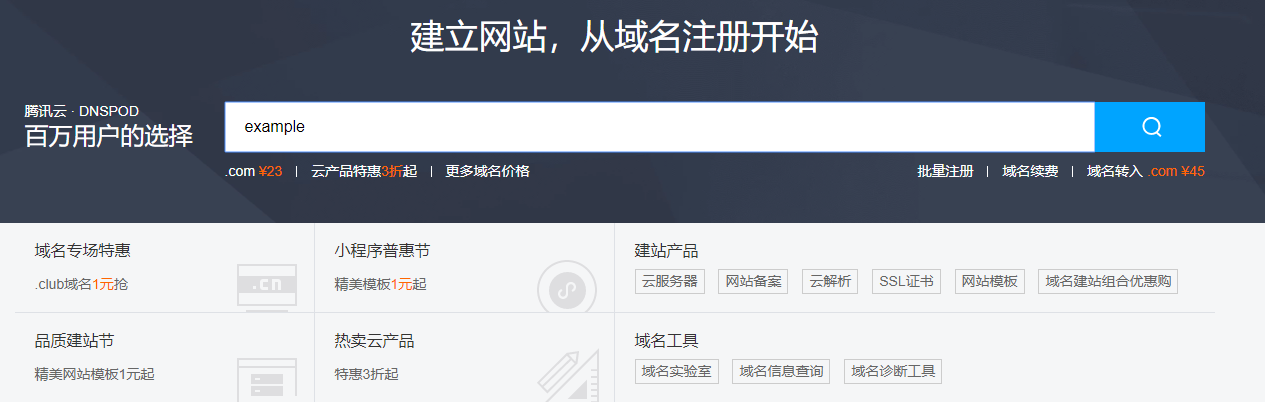 建立网站，从域名注册开始
腾讯云 · DNSPOD
百万用户的选择
example
.com ¥23 | 云产品特惠3折起 | 更多域名价格
批量注册 | 域名续费 | 域名转入 .com ¥45
域名专场特惠
.club域名1元抢
.cn
小程序普惠节
精美模板1元起
建站产品
云服务器 网站备案 云解析 SSL证书 网站模板 域名建站组合优惠购
品质建站节
精美网站模板1元起
热卖云产品
特惠3折起
域名工具
域名实验室 域名信息查询 域名诊断工具